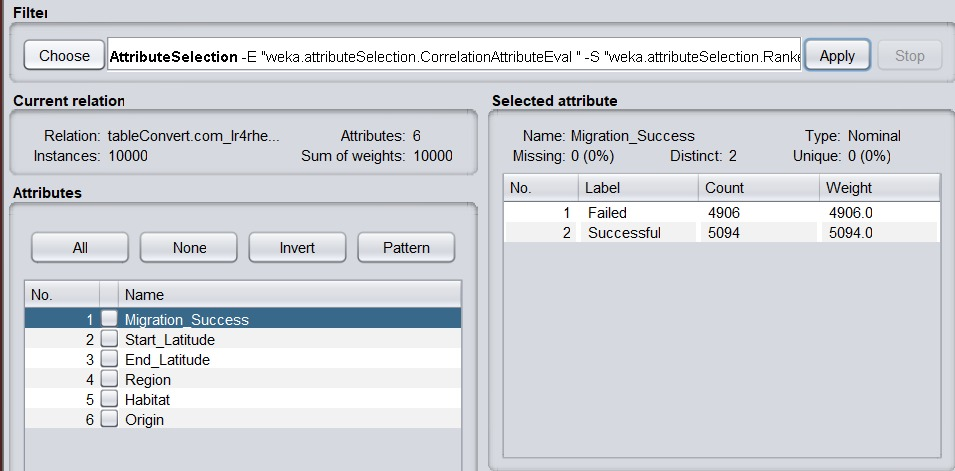 Filter
Choose AttributeSelection -E "weka.attributeSelection.CorrelationAttributeEval " -S "weka.attributeSelection.Ranke Apply Stop
Current relation
Relation: tableConvert.com_lr4rhe... Attributes: 6
Instances: 10000 Sum of weights: 10000
Attributes
All None Invert Pattern
No. Name
1 Migration_Success
2 Start_Latitude
3 End_Latitude
4 Region
5 Habitat
6 Origin
Selected attribute
Name: Migration_Success Type: Nominal
Missing: 0 (0%) Distinct: 2 Unique: 0 (0%)
No. Label Count Weight
1 Failed 4906 4906.0
2 Successful 5094 5094.0